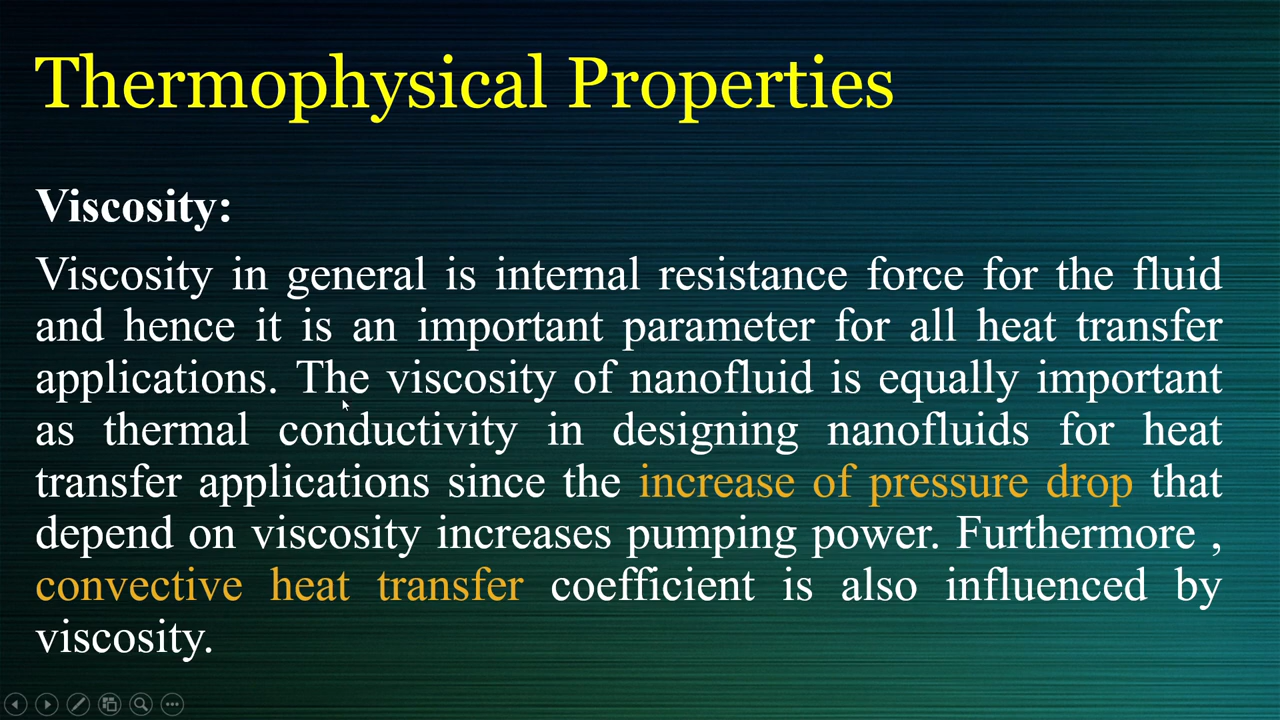 Thermophysical Properties
Viscosity:
Viscosity in general is internal resistance force for the fluid
and hence it is an important parameter for all heat transfer
applications. The viscosity of nanofluid is equally important
as thermal conductivity in designing nanofluids for heat
transfer applications since the increase of pressure drop that
depend on viscosity increases pumping power. Furthermore ,
convective heat transfer coefficient is also influenced by
viscosity.